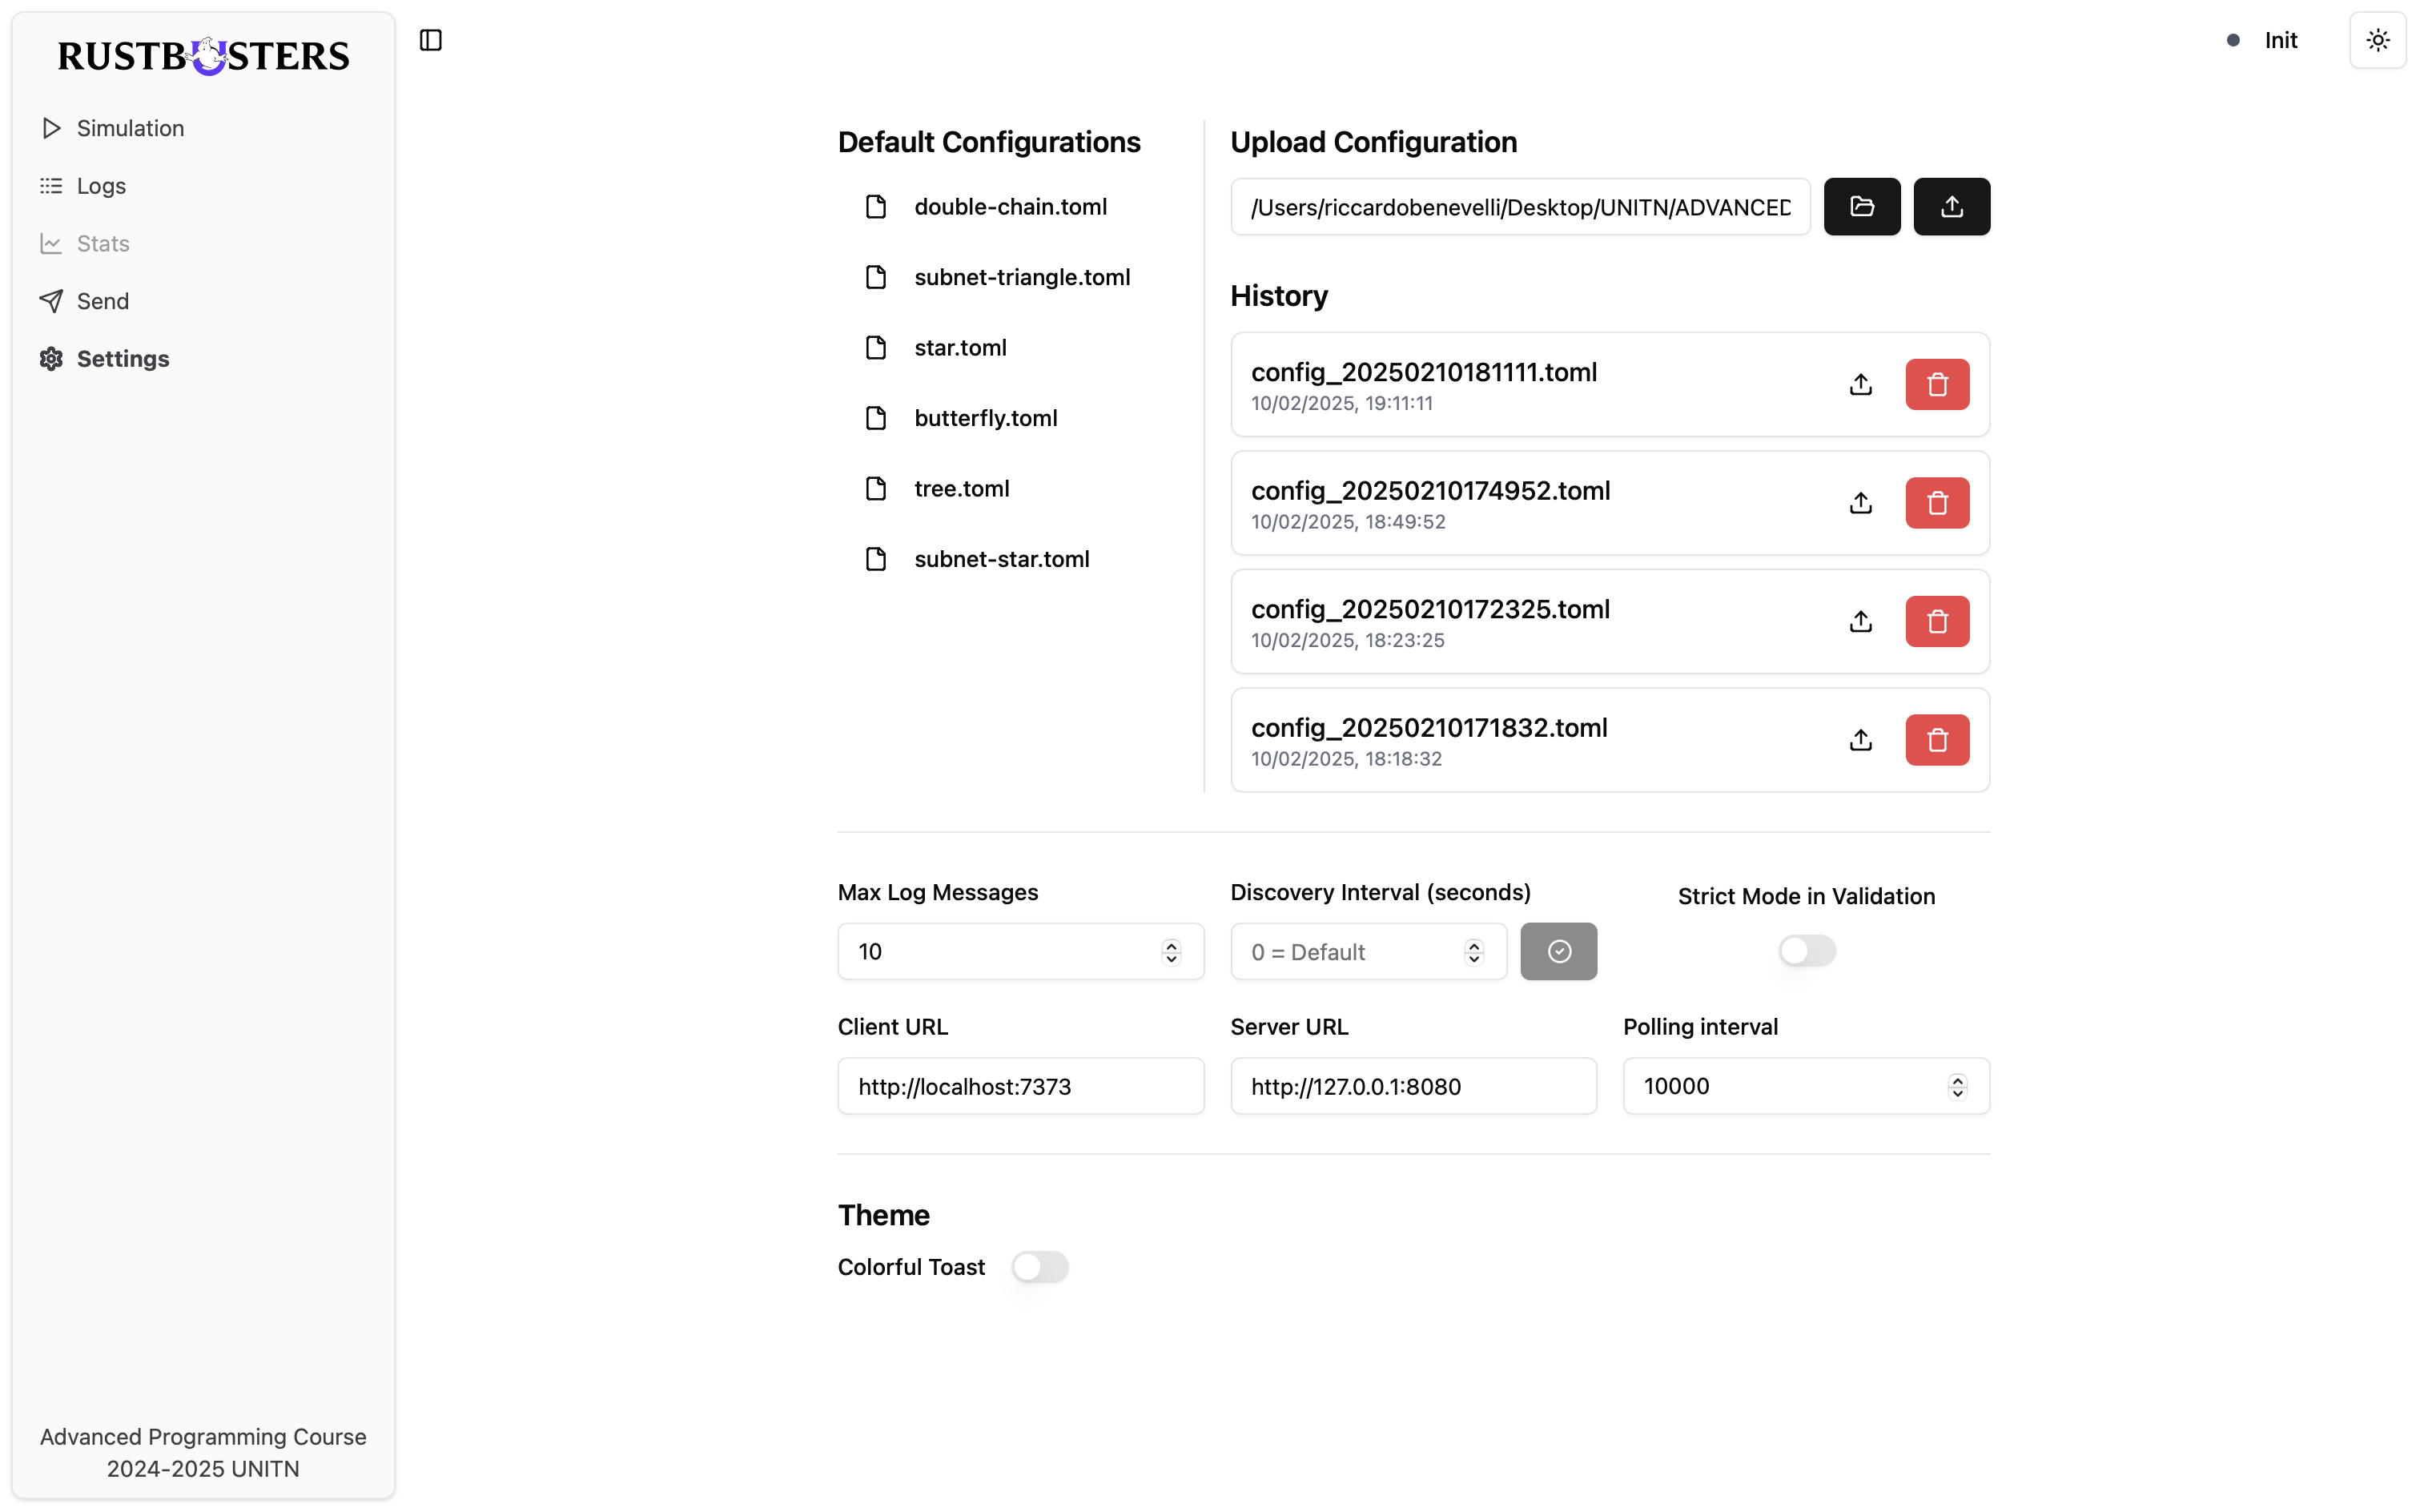 RUSTBUSTERS
Simulation
Logs
Stats
Send
Settings
Advanced Programming Course
2024-2025 UNITN
Init
Default Configurations
double-chain.toml
subnet-triangle.toml
star.toml
butterfly.toml
tree.toml
subnet-star.toml
Upload Configuration
/Users/riccardobenevelli/Desktop/UNITN/ADVANCED
History
config_20250210181111.toml
10/02/2025, 19:11:11
config_20250210174952.toml
10/02/2025, 18:49:52
config_20250210172325.toml
10/02/2025, 18:23:25
config_20250210171832.toml
10/02/2025, 18:18:32
Max Log Messages
10
Discovery Interval (seconds)
0 = Default
Strict Mode in Validation
Client URL
http://localhost:7373
Server URL
http://127.0.0.1:8080
Polling interval
10000
Theme
Colorful Toast